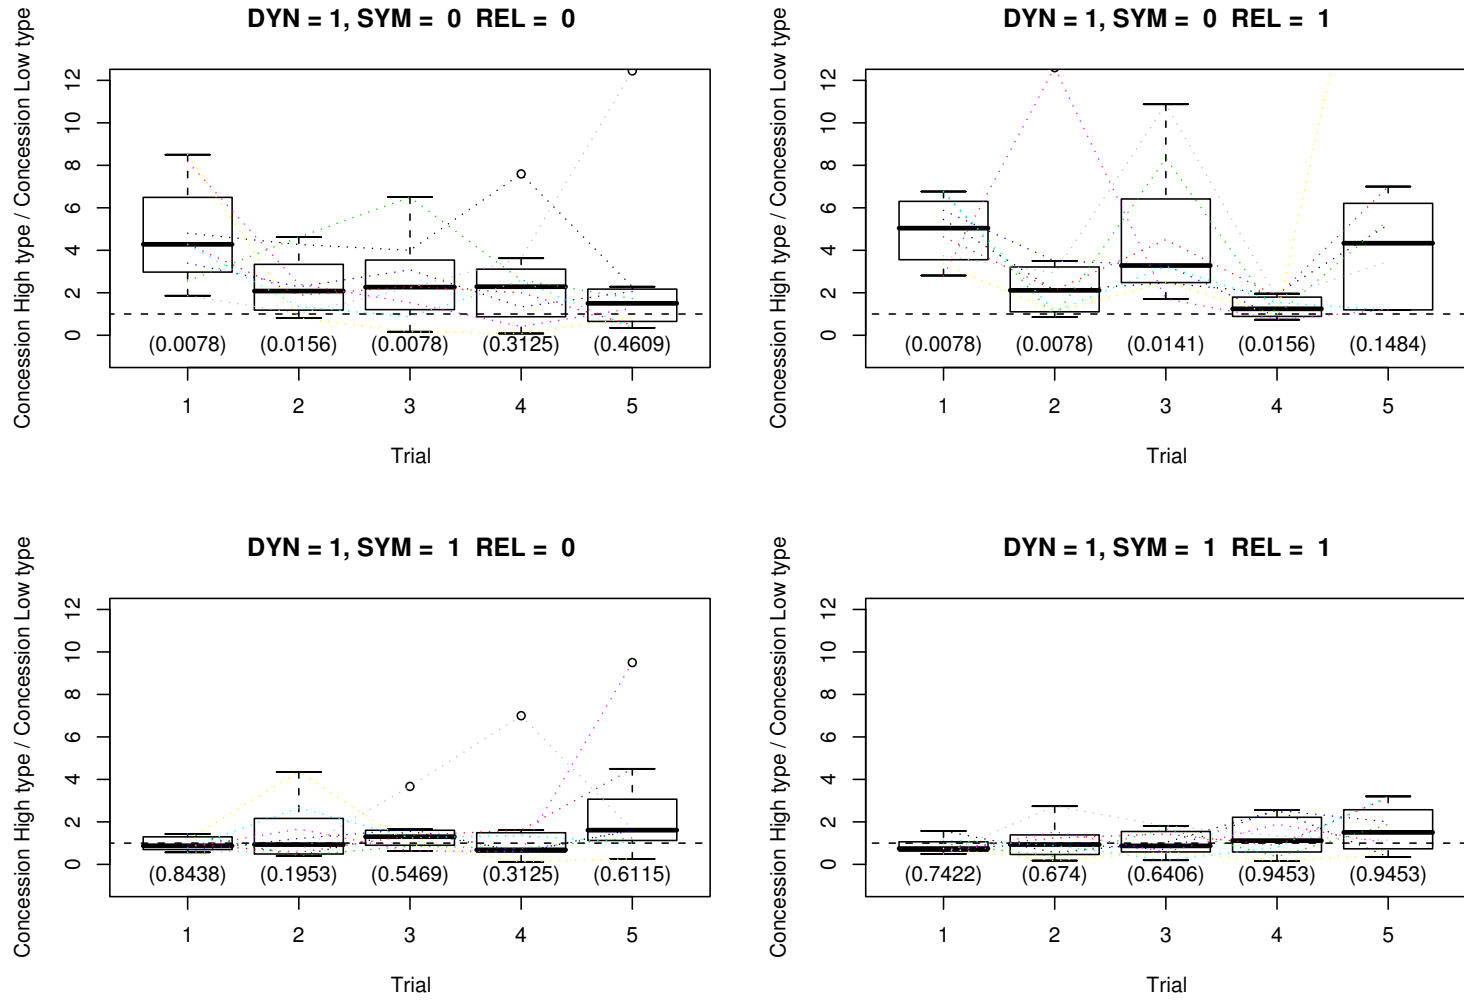 DYN = 1, SYM = 0 REL = 0
Concession High type / Concession Low type
12
10
8
6
4
2
0
(0.0078) (0.0156) (0.0078) (0.3125) (0.4609)
1 2 3 4 5
Trial
DYN = 1, SYM = 0 REL = 1
Concession High type / Concession Low type
12
10
8
6
4
2
0
(0.0078) (0.0078) (0.0141) (0.0156) (0.1484)
1 2 3 4 5
Trial
DYN = 1, SYM = 1 REL = 0
Concession High type / Concession Low type
12
10
8
6
4
2
0
(0.8438) (0.1953) (0.5469) (0.3125) (0.6115)
1 2 3 4 5
Trial
DYN = 1, SYM = 1 REL = 1
Concession High type / Concession Low type
12
10
8
6
4
2
0
(0.7422) (0.674) (0.6406) (0.9453) (0.9453)
1 2 3 4 5
Trial